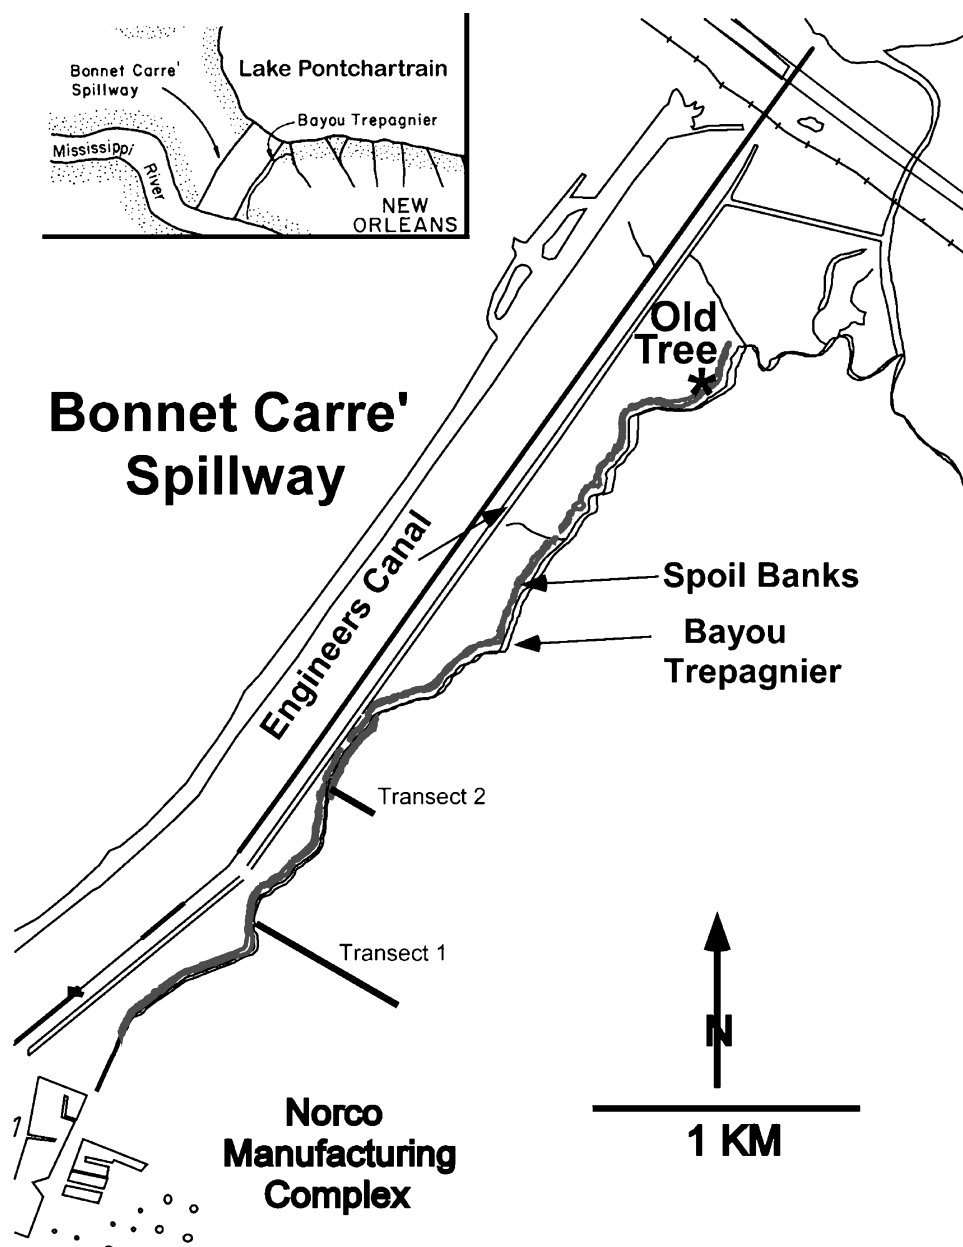 Bonnet Carre'
Spillway
Lake Pontchartrain
Bayou Trepagnier
Mississippi
River
NEW
ORLEANS
Old
Tree
*
Bonnet Carre'
Spillway
Engineers Canal
Spoil Banks
Bayou
Trepagnier
Transect 2
Transect 1
N
1 KM
Norco
Manufacturing
Complex